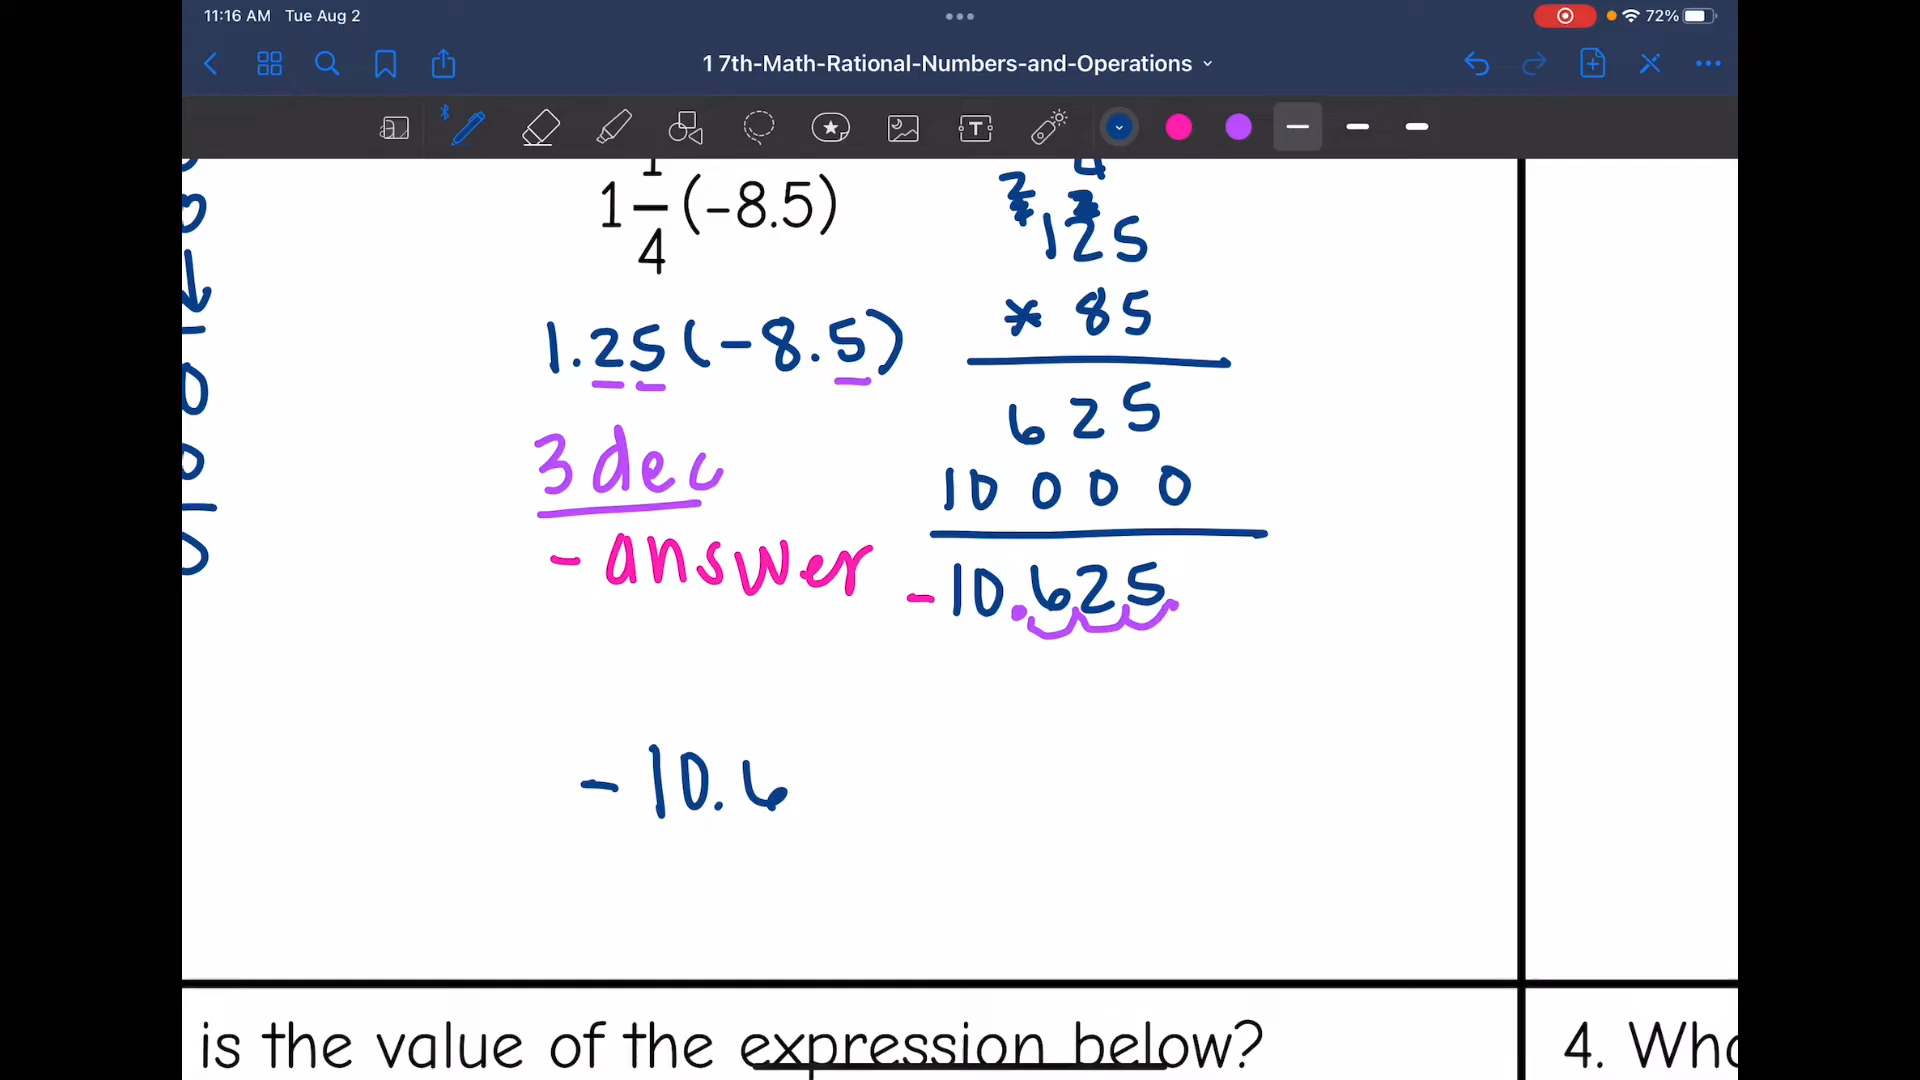 11:16 AM Tue Aug 2
72%
1 7th-Math-Rational-Numbers-and-Operations
1 1/4 (-8.5)
125
* 85
1.25(-8.5)
625
3 dec
10000
- answer
-10.625
-10.6
is the value of the expression below?
4.